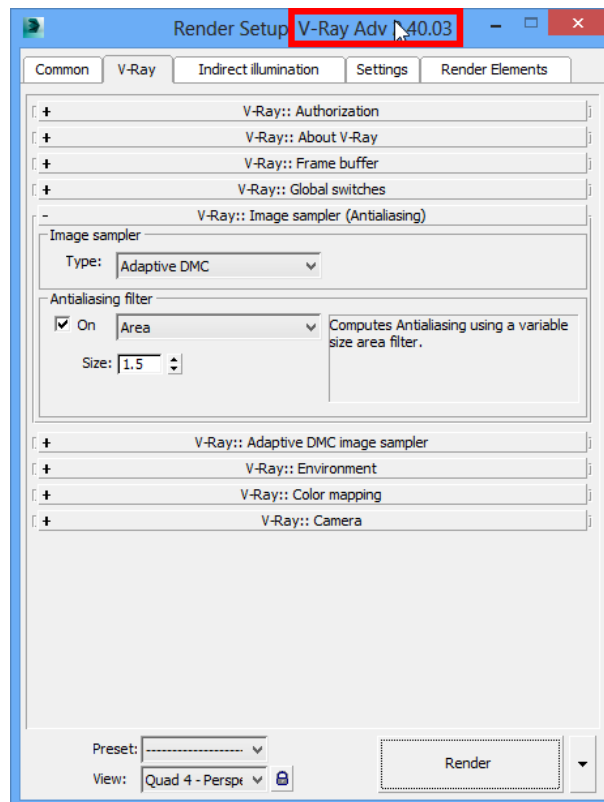 Render Setup: V-Ray Adv .40.03
Common V-Ray Indirect illumination Settings Render Elements
+ V-Ray:: Authorization
+ V-Ray:: About V-Ray
+ V-Ray:: Frame buffer
+ V-Ray:: Global switches
- V-Ray:: Image sampler (Antialiasing)
Image sampler
Type: Adaptive DMC
Antialiasing filter
On Area Computes Antialiasing using a variable
size area filter.
Size: 1.5
+ V-Ray:: Adaptive DMC image sampler
+ V-Ray:: Environment
+ V-Ray:: Color mapping
+ V-Ray:: Camera
Preset: -------------------
View: Quad 4 - Perspe
Render